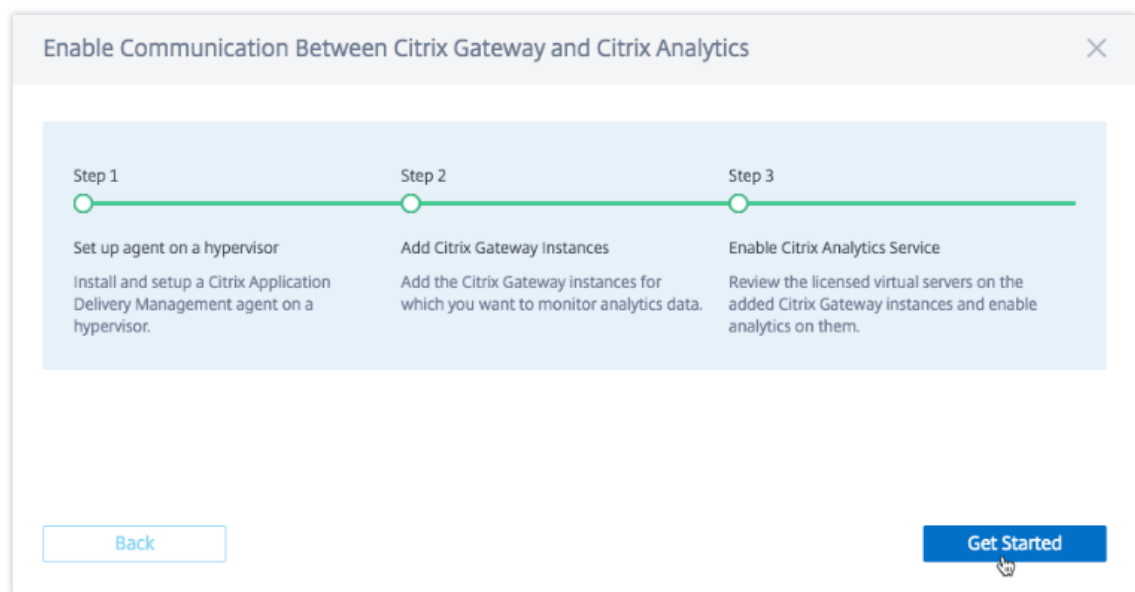 Enable Communication Between Citrix Gateway and Citrix Analytics
Step 1
Set up agent on a hypervisor
Install and setup a Citrix Application
Delivery Management agent on a
hypervisor.
Step 2
Add Citrix Gateway Instances
Add the Citrix Gateway instances for
which you want to monitor analytics data.
Step 3
Enable Citrix Analytics Service
Review the licensed virtual servers on the
added Citrix Gateway instances and enable
analytics on them.
Back
Get Started